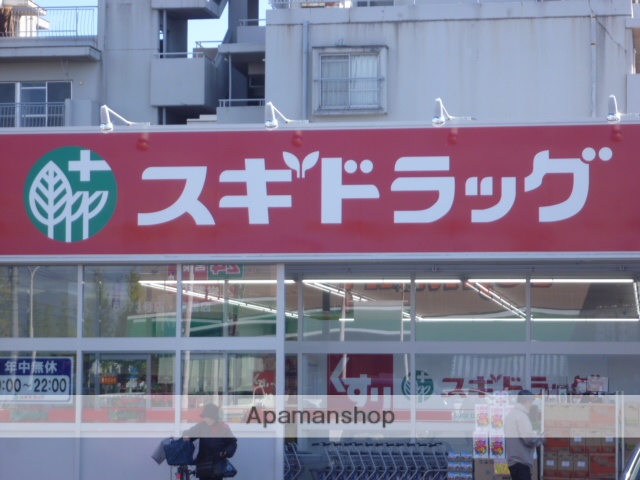 スギドラッグ
年中無休
:00～22:00
くすり
スギドラッグ
Apamanshop